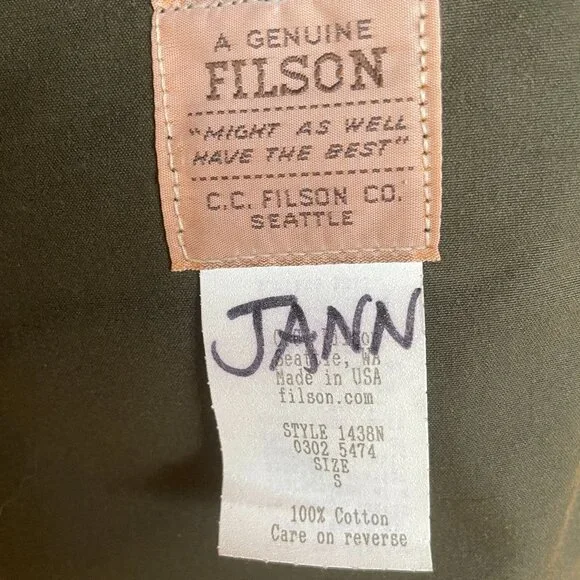 A GENUINE
FILSON
"MIGHT AS WELL
HAVE THE BEST"
C.C. FILSON CO.
SEATTLE
JANN
Seattle, WA
Made in USA
filson.com
STYLE 1438N
0302 5474
SIZE
S
100% Cotton
Care on reverse